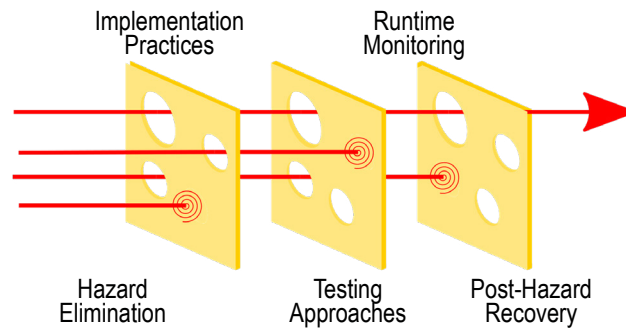 Implementation
Practices
Runtime
Monitoring
Hazard
Elimination
Testing
Approaches
Post-Hazard
Recovery